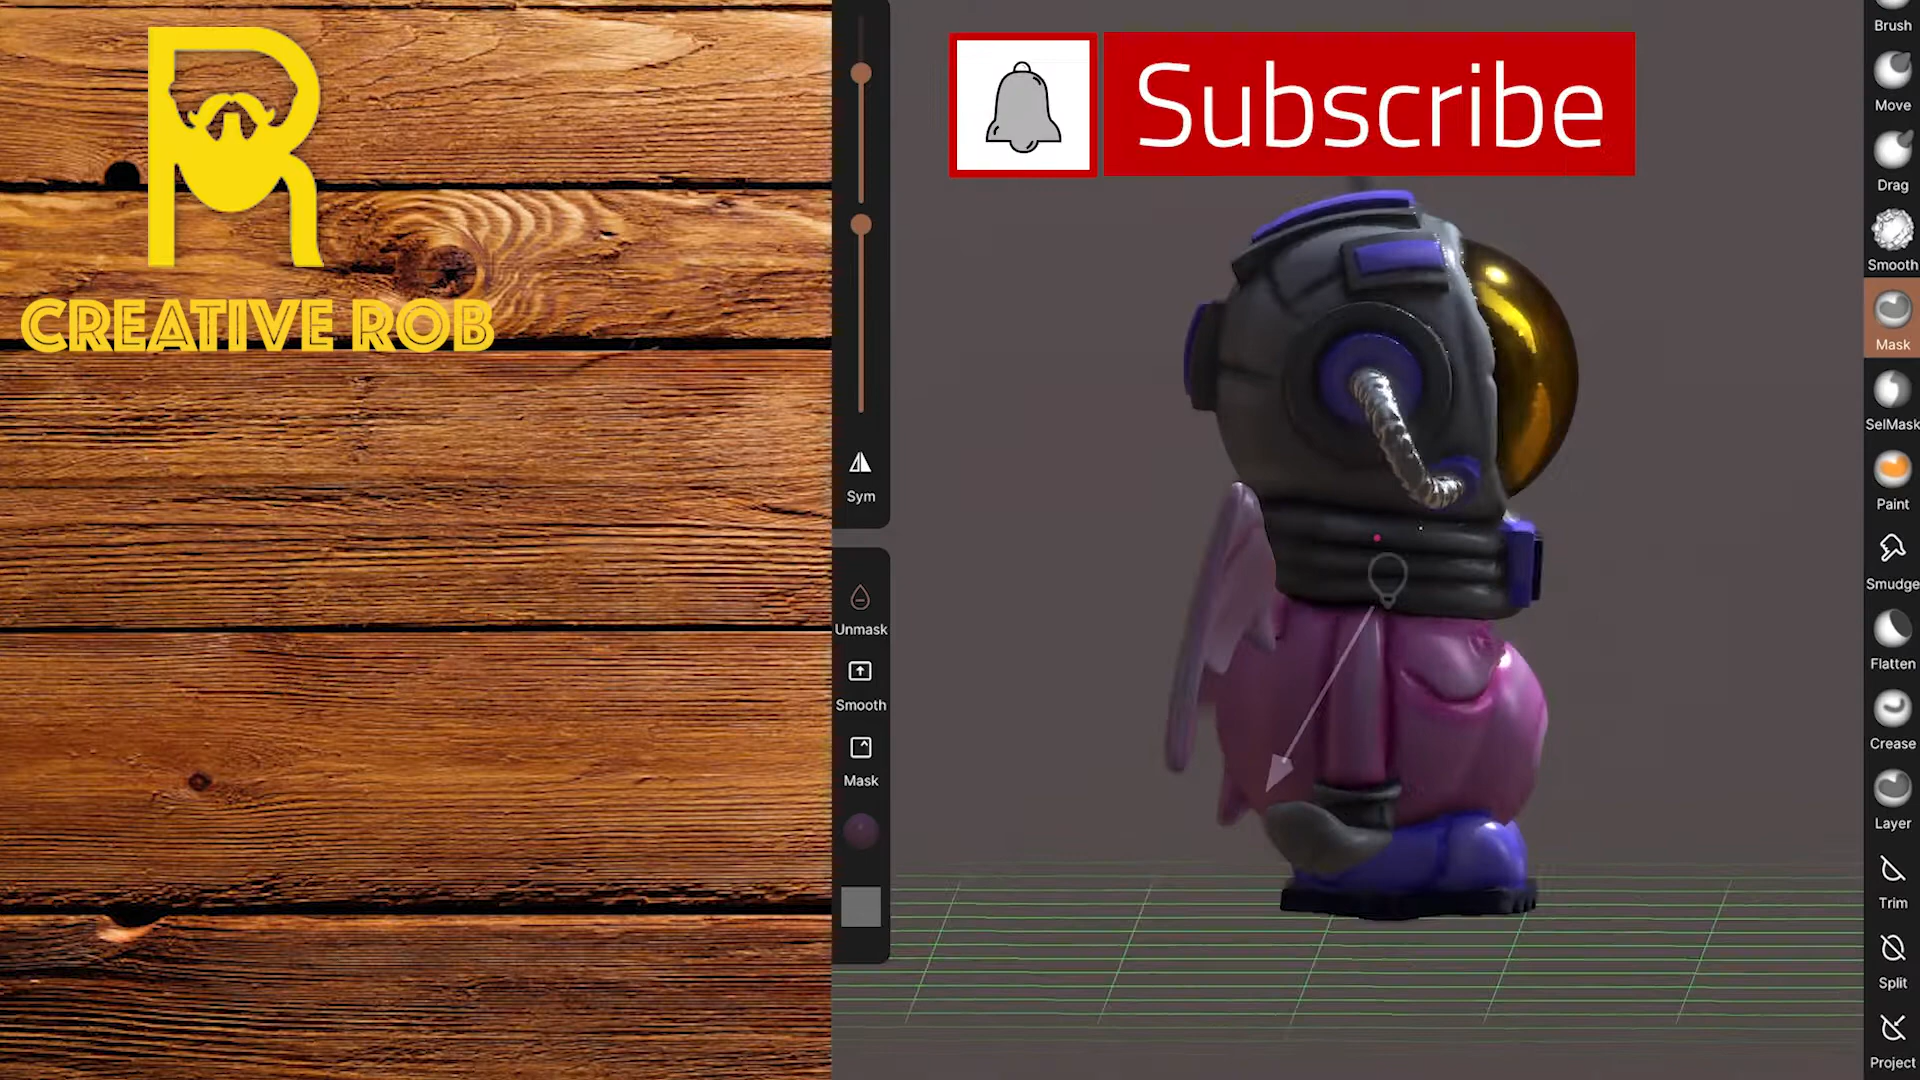 CREATIVE ROB
Sym
Unmask
Smooth
Mask
Subscribe
Brush
Move
Drag
Smooth
Mask
SelMask
Paint
Smudge
Flatten
Crease
Layer
Trim
Split
Project